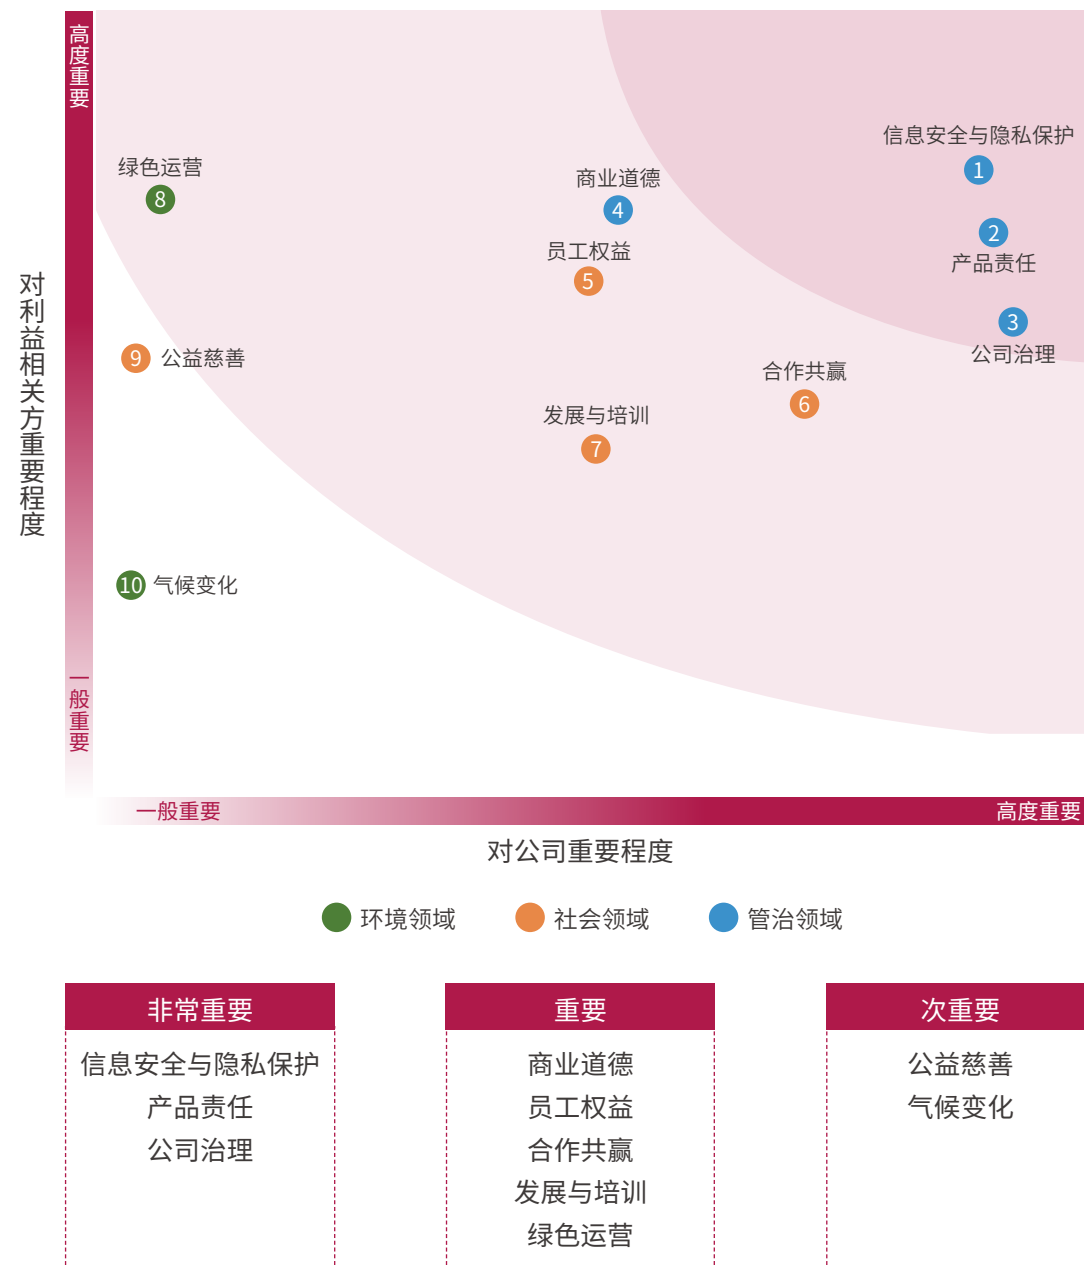 高度重要
信息安全与隐私保护
1
绿色运营
8
商业道德
4
2
产品责任
员工权益
5
3
公司治理
对利益相关方重要程度
9 公益慈善
合作共赢
6
发展与培训
7
10 气候变化
一般重要
一般重要
高度重要
对公司重要程度
环境领域
社会领域
管治领域
非常重要
信息安全与隐私保护
产品责任
公司治理
重要
商业道德
员工权益
合作共赢
发展与培训
绿色运营
次重要
公益慈善
气候变化